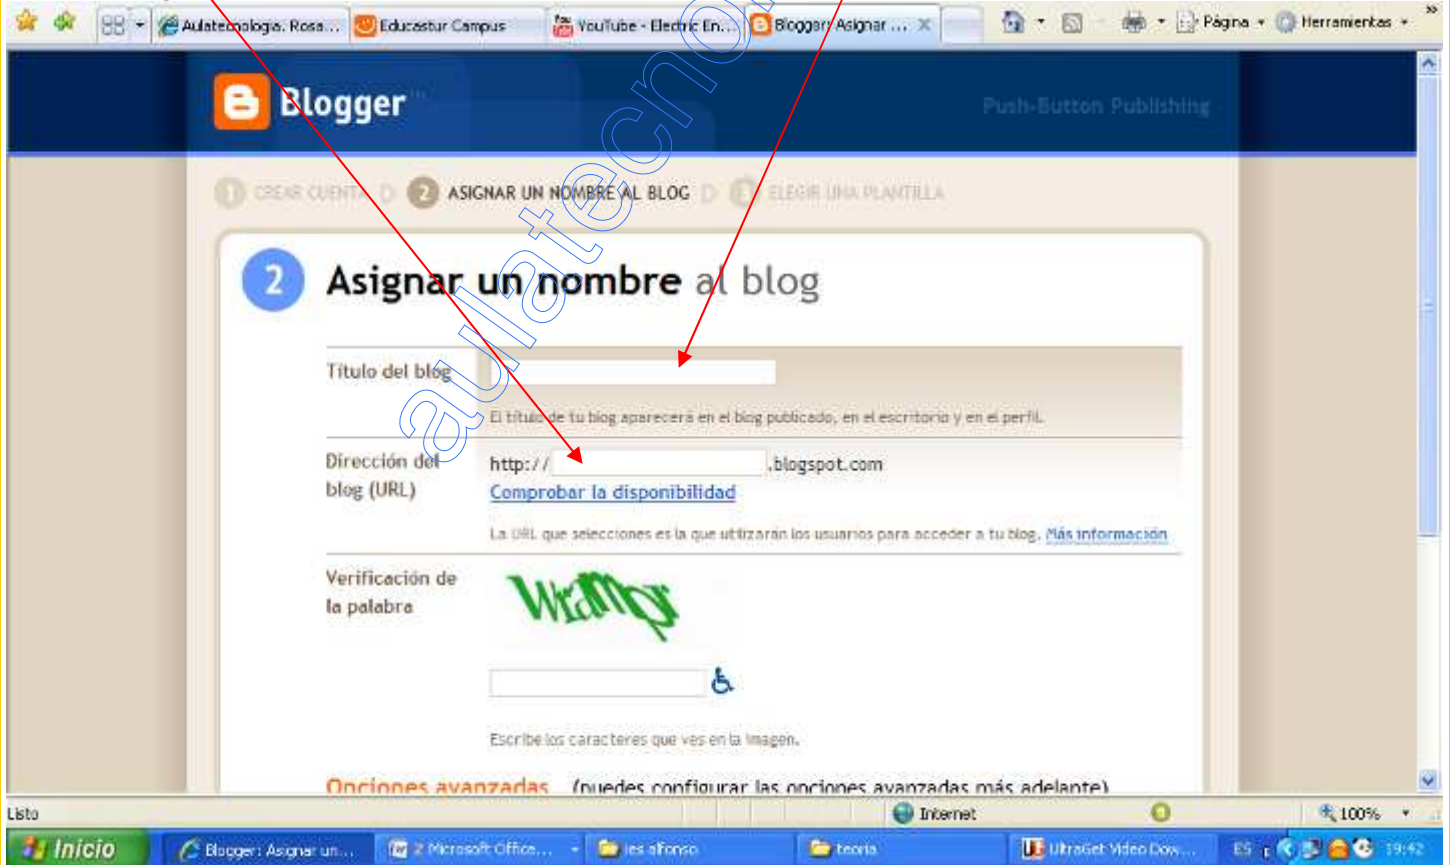 Aulatecnologia. Rosa... Educastur Campus YouTube - Electric En... Blogger: Asignar ... X Página Herramientas »
Blogger™ Push-Button Publishing
1 CREAR CUENTA 2 ASIGNAR UN NOMBRE AL BLOG 3 ELEGIR UNA PLANTILLA
2 Asignar un nombre al blog
Título del blog
El título de tu blog aparecerá en el blog publicado, en el escritorio y en el perfil.
Dirección del blog (URL)
http:// .blogspot.com
Comprobar la disponibilidad
La URL que selecciones es la que utilizarán los usuarios para acceder a tu blog. Más información
Verificación de la palabra
Escribe los caracteres que ves en la imagen.
Opciones avanzadas (puedes configurar las opciones avanzadas más adelante)
aulatecno
Listo Internet 100%
Inicio Blogger: Asignar un... 2 Microsoft Office... ies alfonso teoria UltraGet Video Dow... ES 19:42